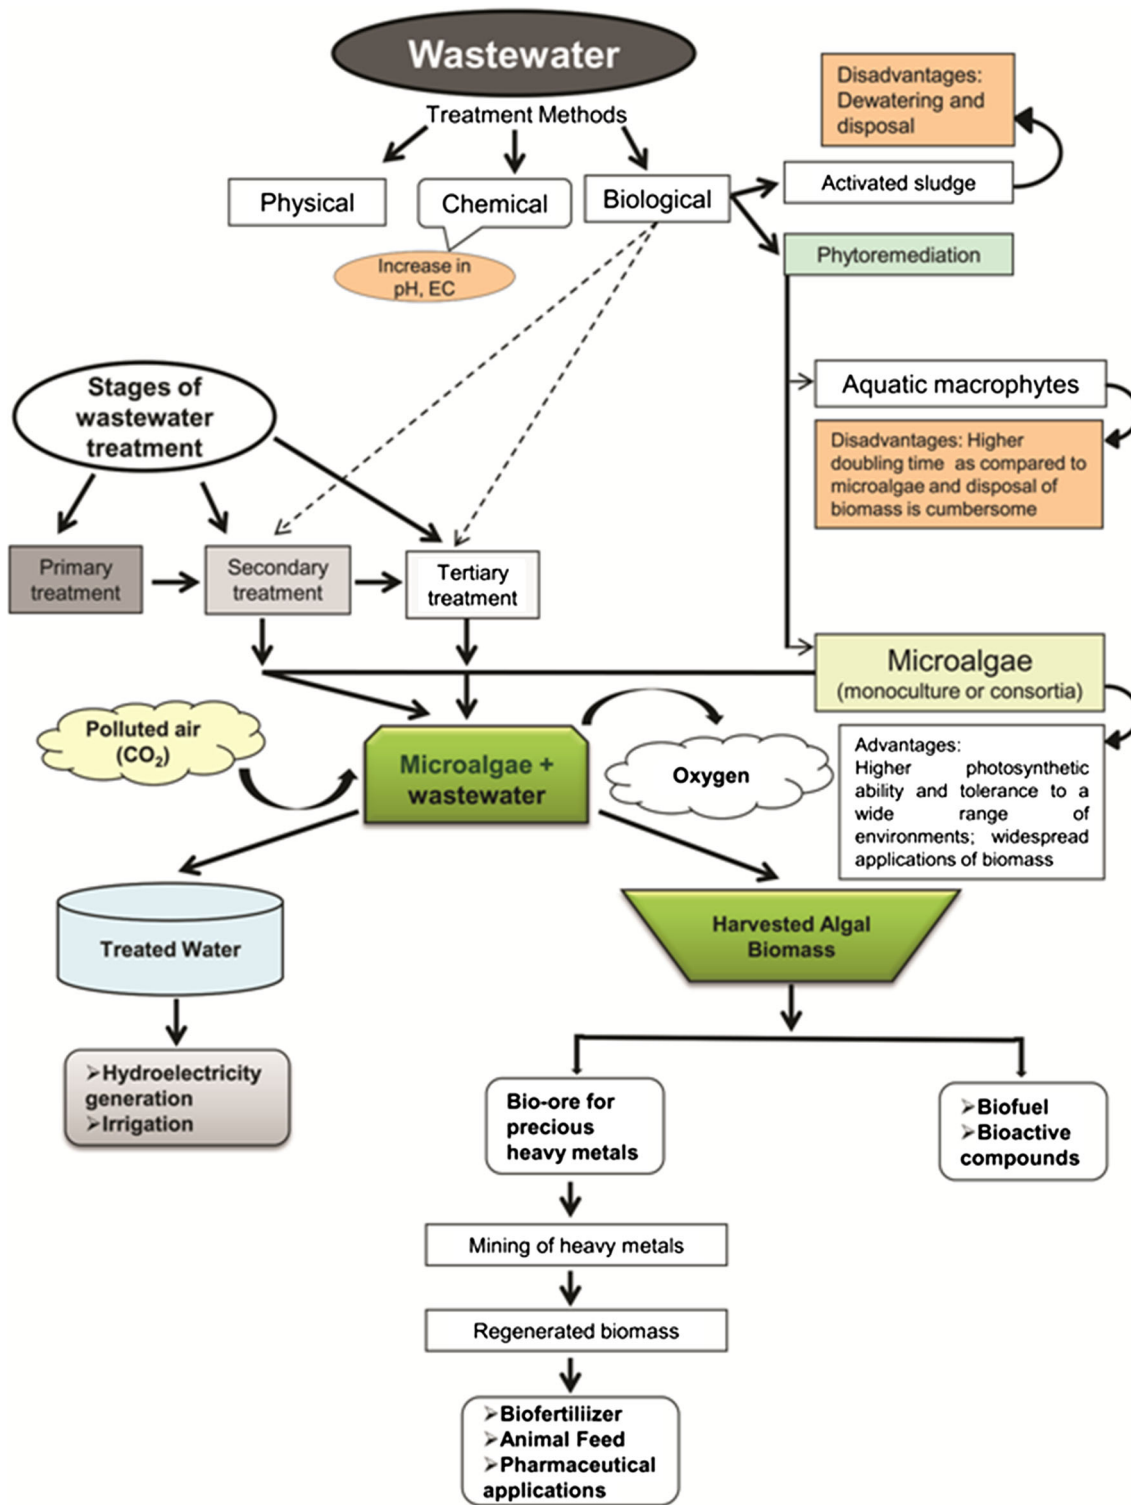 Wastewater
Treatment Methods
Physical
Chemical
Biological
Increase in
pH, EC
Activated sludge
Disadvantages:
Dewatering and
disposal
Phytoremediation
Aquatic macrophytes
Disadvantages: Higher
doubling time as compared to
microalgae and disposal of
biomass is cumbersome
Stages of
wastewater
treatment
Primary
treatment
Secondary
treatment
Tertiary
treatment
Microalgae
(monoculture or consortia)
Advantages:
Higher photosynthetic
ability and tolerance to a
wide range of
environments; widespread
applications of biomass
Polluted air
(CO₂)
Microalgae +
wastewater
Oxygen
Treated Water
Harvested Algal
Biomass
➢Hydroelectricity
generation
➢Irrigation
Bio-ore for
precious
heavy metals
➢Biofuel
➢Bioactive
compounds
Mining of heavy metals
Regenerated biomass
➢Biofertiliizer
➢Animal Feed
➢Pharmaceutical
applications